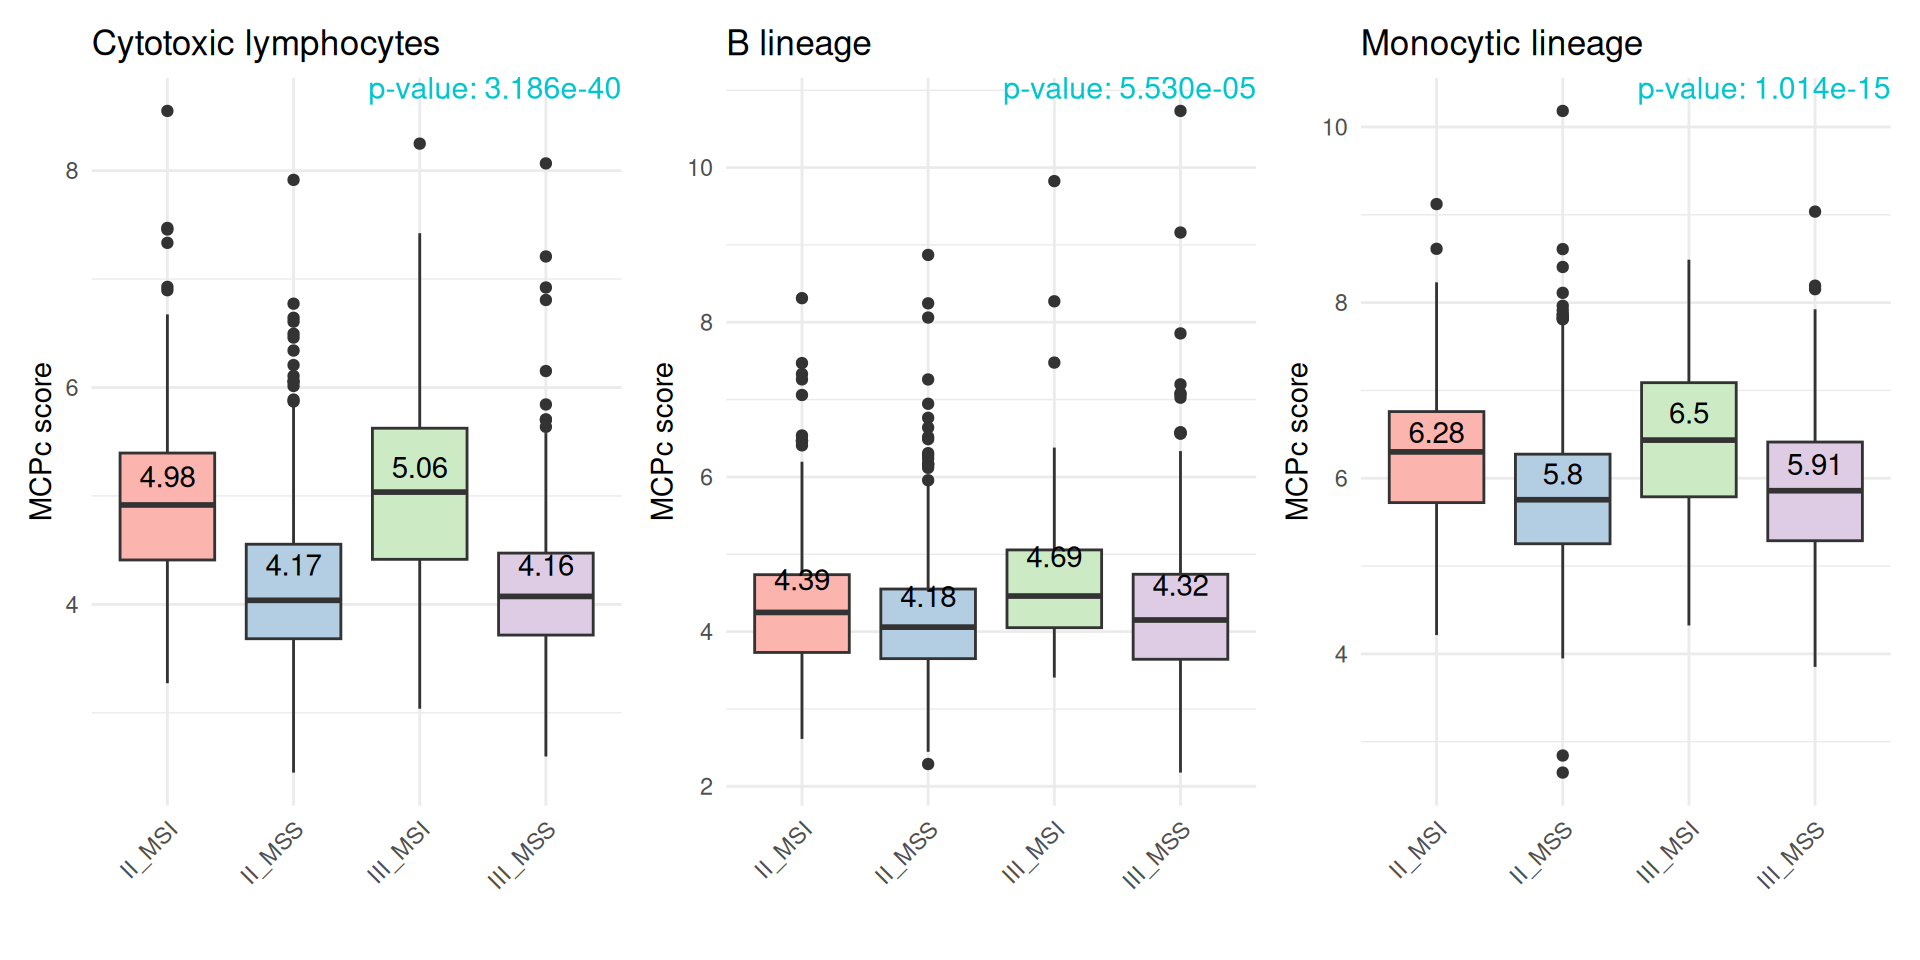 Cytotoxic lymphocytes
p-value: 3.186e-40
MCPc score
8
6
4
4.98
4.17
5.06
4.16
II_MSI
II_MSS
III_MSI
III_MSS
B lineage
p-value: 5.530e-05
MCPc score
10
8
6
4
2
4.39
4.18
4.69
4.32
II_MSI
II_MSS
III_MSI
III_MSS
Monocytic lineage
p-value: 1.014e-15
MCPc score
10
8
6
4
6.28
5.8
6.5
5.91
II_MSI
II_MSS
III_MSI
III_MSS